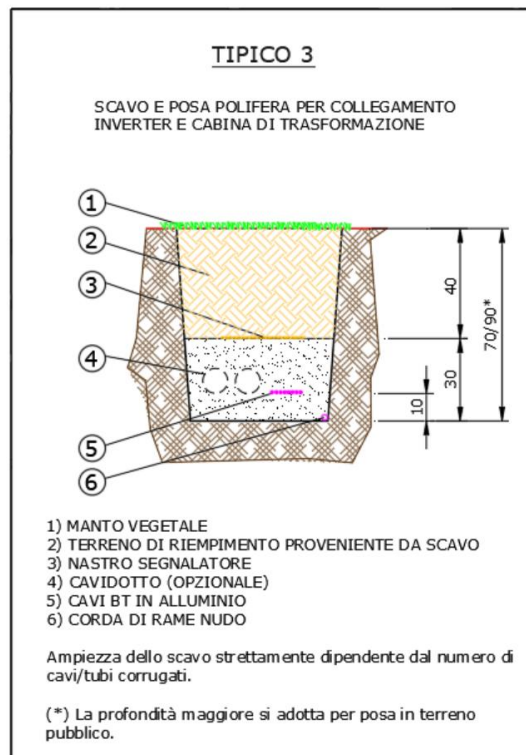 TIPICO 3
SCAVO E POSA POLIFERA PER COLLEGAMENTO
INVERTER E CABINA DI TRASFORMAZIONE
1
2
3
4
5
6
40
30
10
70/90*
1) MANTO VEGETALE
2) TERRENO DI RIEMPIMENTO PROVENIENTE DA SCAVO
3) NASTRO SEGNALATORE
4) CAVIDOTTO (OPZIONALE)
5) CAVI BT IN ALLUMINIO
6) CORDA DI RAME NUDO
Ampiezza dello scavo strettamente dipendente dal numero di
cavi/tubi corrugati.
(*) La profondità maggiore si adotta per posa in terreno
pubblico.